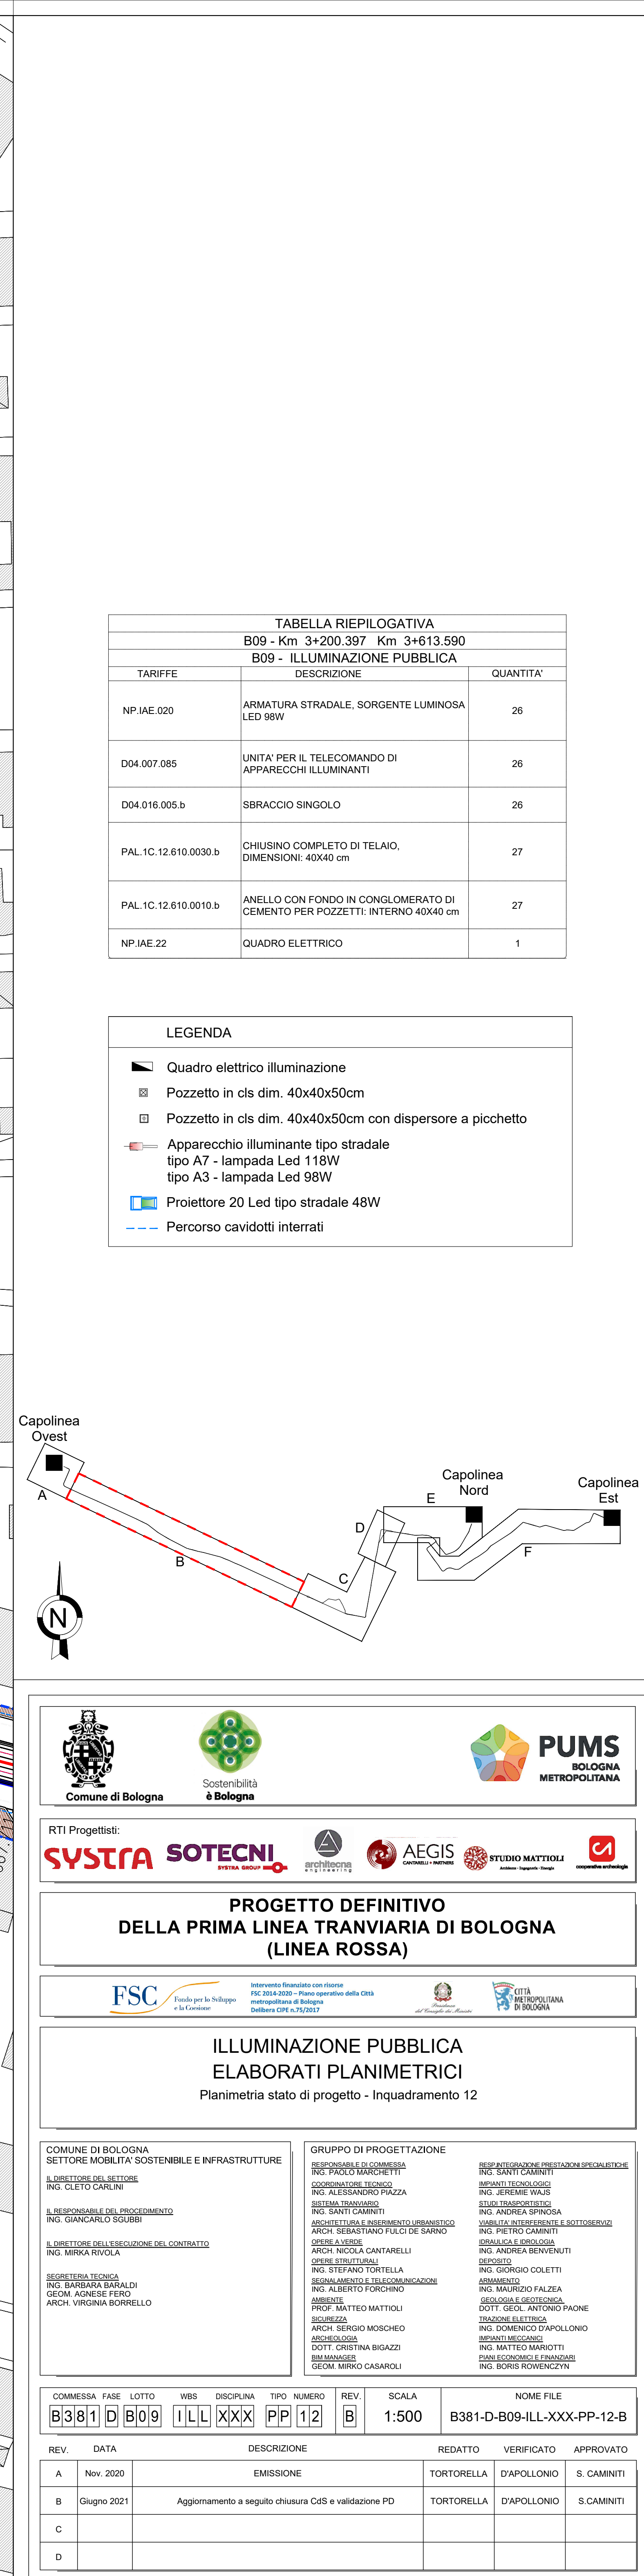 TABELLA RIEPILOGATIVA
B09 - Km 3+200.397 Km 3+613.590
B09 - ILLUMINAZIONE PUBBLICA
TARIFFE DESCRIZIONE QUANTITA'
NP.IAE.020 ARMATURA STRADALE, SORGENTE LUMINOSA LED 98W 26
D04.007.085 UNITA' PER IL TELECOMANDO DI APPARECCHI ILLUMINANTI 26
D04.016.005.b SBRACCIO SINGOLO 26
PAL.1C.12.610.0030.b CHIUSINO COMPLETO DI TELAIO, DIMENSIONI: 40X40 cm 27
PAL.1C.12.610.0010.b ANELLO CON FONDO IN CONGLOMERATO DI CEMENTO PER POZZETTI: INTERNO 40X40 cm 27
NP.IAE.22 QUADRO ELETTRICO 1
LEGENDA
Quadro elettrico illuminazione
Pozzetto in cls dim. 40x40x50cm
Pozzetto in cls dim. 40x40x50cm con dispersore a picchetto
Apparecchio illuminante tipo stradale
tipo A7 - lampada Led 118W
tipo A3 - lampada Led 98W
Proiettore 20 Led tipo stradale 48W
Percorso cavidotti interrati
Capolinea
Ovest
A
B
C
D
E
Capolinea
Nord
F
Capolinea
Est
N
Comune di Bologna
Sostenibilità
è Bologna
PUMS
BOLOGNA
METROPOLITANA
RTI Progettisti:
SYSTRA
SOTECNI
SYSTRA GROUP
architecna
engineering
AEGIS
CANTARELLI + PARTNERS
STUDIO MATTIOLI
Ambiente - Ingegneria - Energia
cooperativa archeologia
PROGETTO DEFINITIVO
DELLA PRIMA LINEA TRANVIARIA DI BOLOGNA
(LINEA ROSSA)
FSC
Fondo per lo Sviluppo
e la Coesione
Intervento finanziato con risorse
FSC 2014-2020 – Piano operativo della Città
metropolitana di Bologna
Delibera CIPE n.75/2017
Presidenza
del Consiglio dei Ministri
CITTÀ
METROPOLITANA
DI BOLOGNA
ILLUMINAZIONE PUBBLICA
ELABORATI PLANIMETRICI
Planimetria stato di progetto - Inquadramento 12
COMUNE DI BOLOGNA
SETTORE MOBILITA' SOSTENIBILE E INFRASTRUTTURE
IL DIRETTORE DEL SETTORE
ING. CLETO CARLINI
IL RESPONSABILE DEL PROCEDIMENTO
ING. GIANCARLO SGUBBI
IL DIRETTORE DELL'ESECUZIONE DEL CONTRATTO
ING. MIRKA RIVOLA
SEGRETERIA TECNICA
ING. BARBARA BARALDI
GEOM. AGNESE FERO
ARCH. VIRGINIA BORRELLO
GRUPPO DI PROGETTAZIONE
RESPONSABILE DI COMMESSA
ING. PAOLO MARCHETTI
COORDINATORE TECNICO
ING. ALESSANDRO PIAZZA
SISTEMA TRANVIARIO
ING. SANTI CAMINITI
ARCHITETTURA E INSERIMENTO URBANISTICO
ARCH. SEBASTIANO FULCI DE SARNO
OPERE A VERDE
ARCH. NICOLA CANTARELLI
OPERE STRUTTURALI
ING. STEFANO TORTELLA
SEGNALAMENTO E TELECOMUNICAZIONI
ING. ALBERTO FORCHINO
AMBIENTE
PROF. MATTEO MATTIOLI
SICUREZZA
ARCH. SERGIO MOSCHEO
ARCHEOLOGIA
DOTT. CRISTINA BIGAZZI
BIM MANAGER
GEOM. MIRKO CASAROLI
RESP.INTEGRAZIONE PRESTAZIONI SPECIALISTICHE
ING. SANTI CAMINITI
IMPIANTI TECNOLOGICI
ING. JEREMIE WAJS
STUDI TRASPORTISTICI
ING. ANDREA SPINOSA
VIABILITA' INTERFERENTE E SOTTOSERVIZI
ING. PIETRO CAMINITI
IDRAULICA E IDROLOGIA
ING. ANDREA BENVENUTI
DEPOSITO
ING. GIORGIO COLETTI
ARMAMENTO
ING. MAURIZIO FALZEA
GEOLOGIA E GEOTECNICA
DOTT. GEOL. ANTONIO PAONE
TRAZIONE ELETTRICA
ING. DOMENICO D'APOLLONIO
IMPIANTI MECCANICI
ING. MATTEO MARIOTTI
PIANI ECONOMICI E FINANZIARI
ING. BORIS ROWENCZYN
COMMESSA FASE LOTTO WBS DISCIPLINA TIPO NUMERO REV. SCALA NOME FILE
B381 D B09 ILL XXX PP 12 B 1:500 B381-D-B09-ILL-XXX-PP-12-B
REV. DATA DESCRIZIONE REDATTO VERIFICATO APPROVATO
A Nov. 2020 EMISSIONE TORTORELLA D'APOLLONIO S. CAMINITI
B Giugno 2021 Aggiornamento a seguito chiusura CdS e validazione PD TORTORELLA D'APOLLONIO S.CAMINITI
C
D